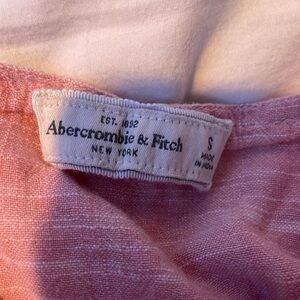 EST. 1892
Abercrombie & Fitch
NEW YORK
S
MADE
IN INDIA